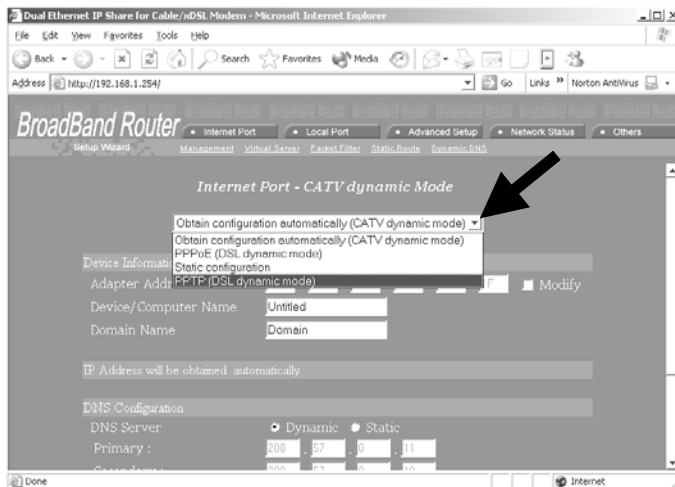 Dual Ethernet IP Share for Cable/xDSL Modem - Microsoft Internet Explorer
File Edit View Favorites Tools Help
Back Search Favorites Media
Address http://192.168.1.254/ Go Links » Norton AntiVirus
BroadBand Router
Internet Port Local Port Advanced Setup Network Status Others
Setup Wizard Management Virtual Server Packet Filter Static Route Dynamic DNS
Internet Port - CATV dynamic Mode
Obtain configuration automatically (CATV dynamic mode)
Obtain configuration automatically (CATV dynamic mode)
PPPoE (DSL dynamic mode)
Static configuration
PPTP (DSL dynamic mode)
Device
Adapter F Modify
Device/Computer Name Untitled
Domain Name Domain
IP Address will be obtained automatically
DNS Configuration
DNS Server Dynamic Static
Primary : 208 . 57 . 0 . 11
Done Internet